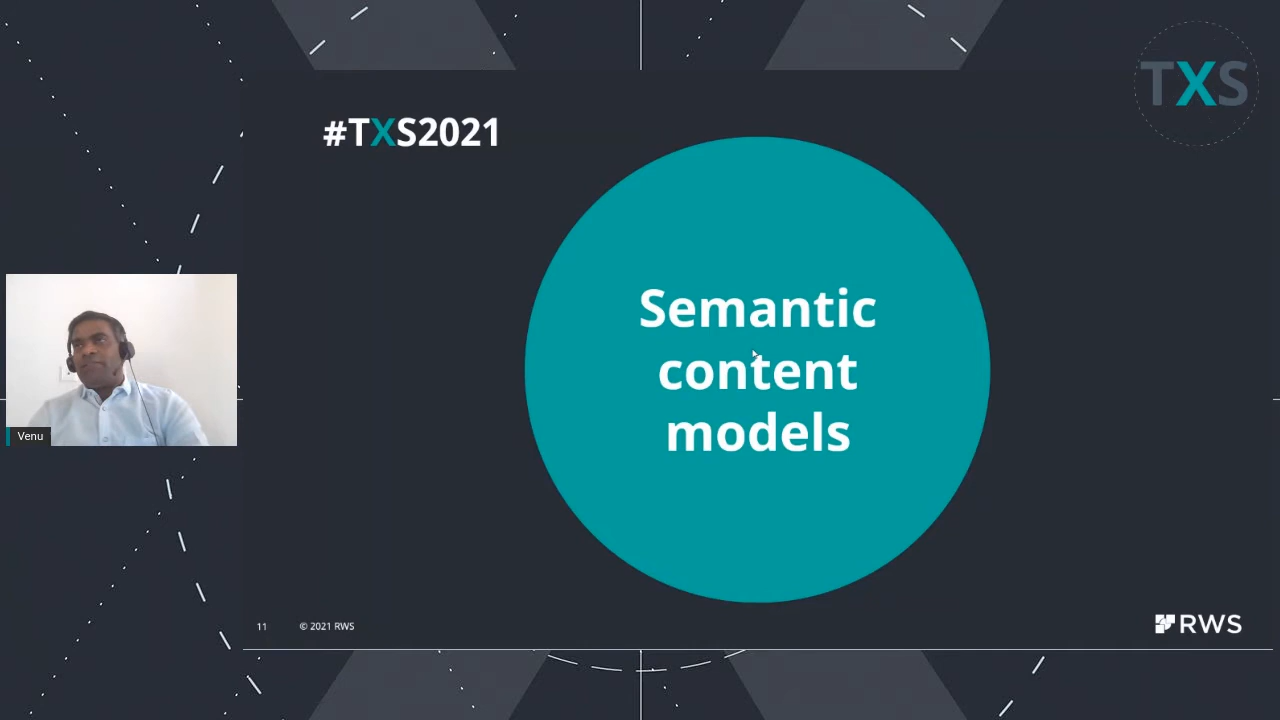 TXS
#TXS2021
Semantic
content
models
Venu
11
© 2021 RWS
RWS